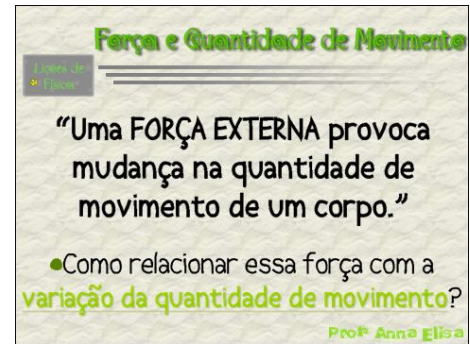 Força e Quantidade de Movimento
Lições de
Física
“Uma FORÇA EXTERNA provoca
mudança na quantidade de
movimento de um corpo.”
Como relacionar essa força com a
variação da quantidade de movimento?
Profª Anna Elisa